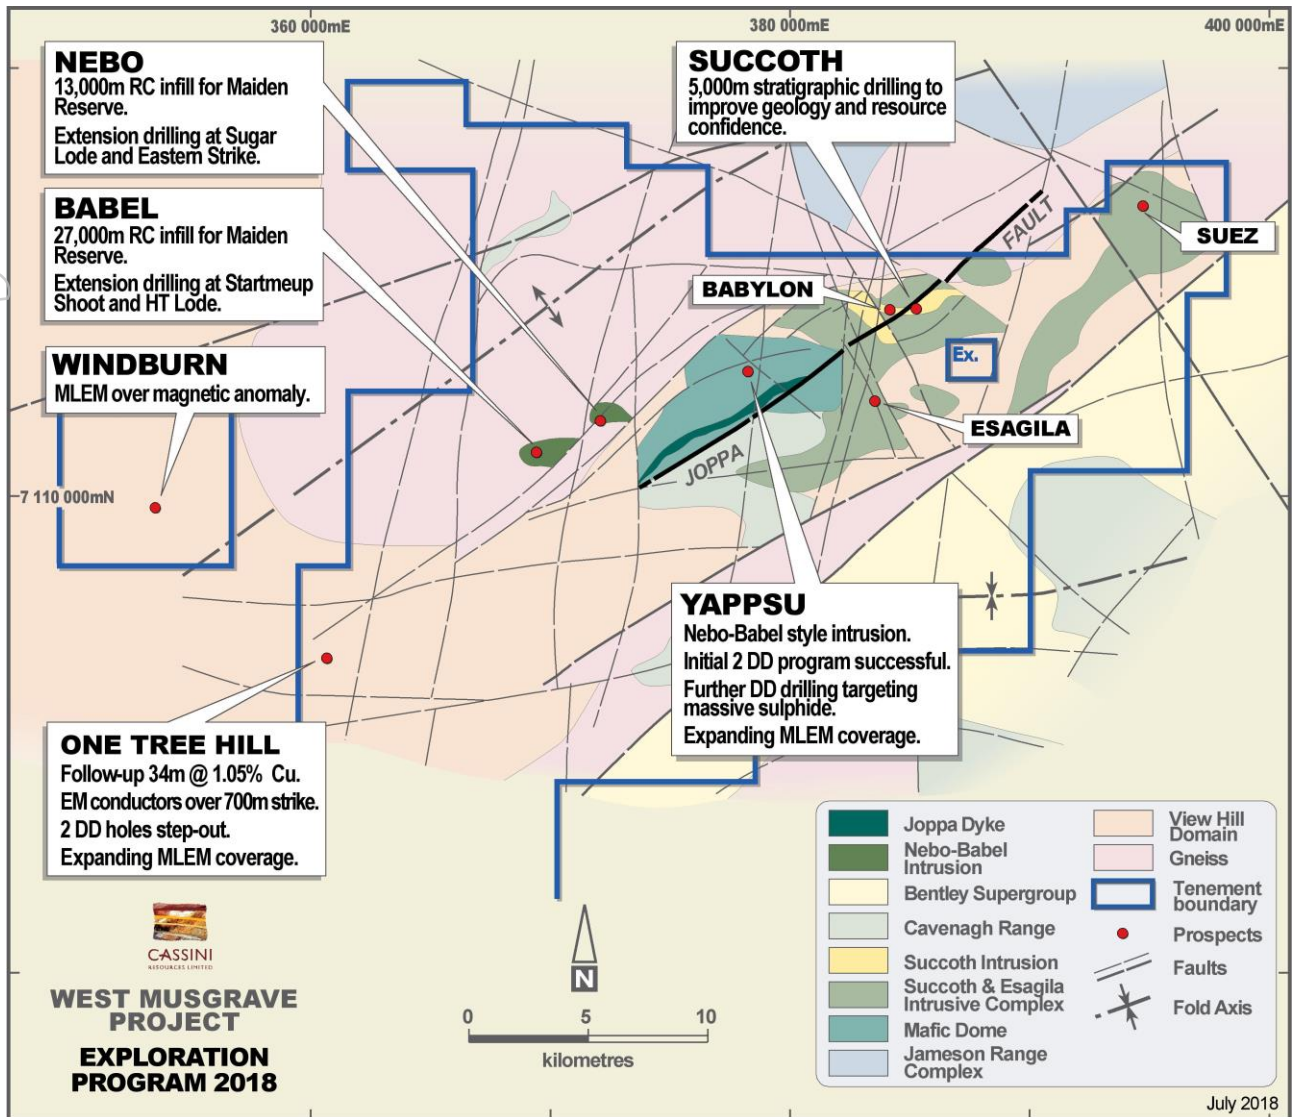 360 000mE
380 000mE
400 000mE
NEBO
13,000m RC infill for Maiden
Reserve.
Extension drilling at Sugar
Lode and Eastern Strike.
SUCCOTH
5,000m stratigraphic drilling to
improve geology and resource
confidence.
BABEL
27,000m RC infill for Maiden
Reserve.
Extension drilling at Startmeup
Shoot and HT Lode.
FAULT
SUEZ
BABYLON
WINDBURN
MLEM over magnetic anomaly.
Ex.
ESAGILA
JOPPA
7 110 000mN
YAPPSU
Nebo-Babel style intrusion.
Initial 2 DD program successful.
Further DD drilling targeting
massive sulphide.
Expanding MLEM coverage.
ONE TREE HILL
Follow-up 34m @ 1.05% Cu.
EM conductors over 700m strike.
2 DD holes step-out.
Expanding MLEM coverage.
Joppa Dyke
Nebo-Babel
Intrusion
Bentley Supergroup
Cavenagh Range
Succoth Intrusion
Succoth & Esagila
Intrusive Complex
Mafic Dome
Jameson Range
Complex
View Hill
Domain
Gneiss
Tenement
boundary
Prospects
Faults
Fold Axis
CASSINI
RESOURCES LIMITED
WEST MUSGRAVE
PROJECT
EXPLORATION
PROGRAM 2018
N
0 5 10
kilometres
July 2018